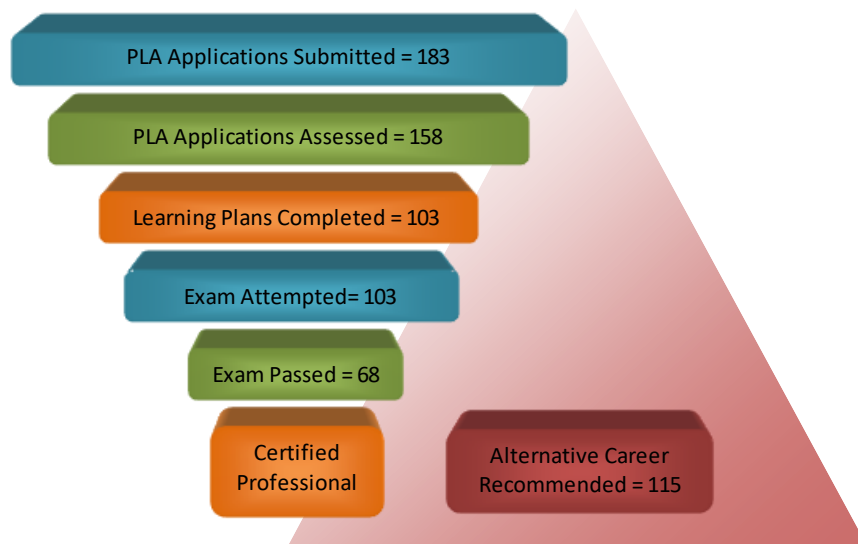 PLA Applications Submitted = 183
PLA Applications Assessed = 158
Learning Plans Completed = 103
Exam Attempted= 103
Exam Passed = 68
Certified
Professional
Alternative Career
Recommended = 115